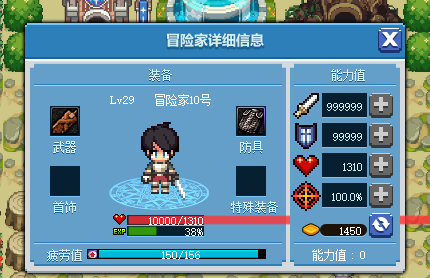 冒险家详细信息
装备
能力值
Lv29 冒险家10号
武器
防具
首饰
特殊装备
999999
99999
1310
100.0%
1450
10000/1310
EXP 38%
疲劳值 150/156
能力值：0